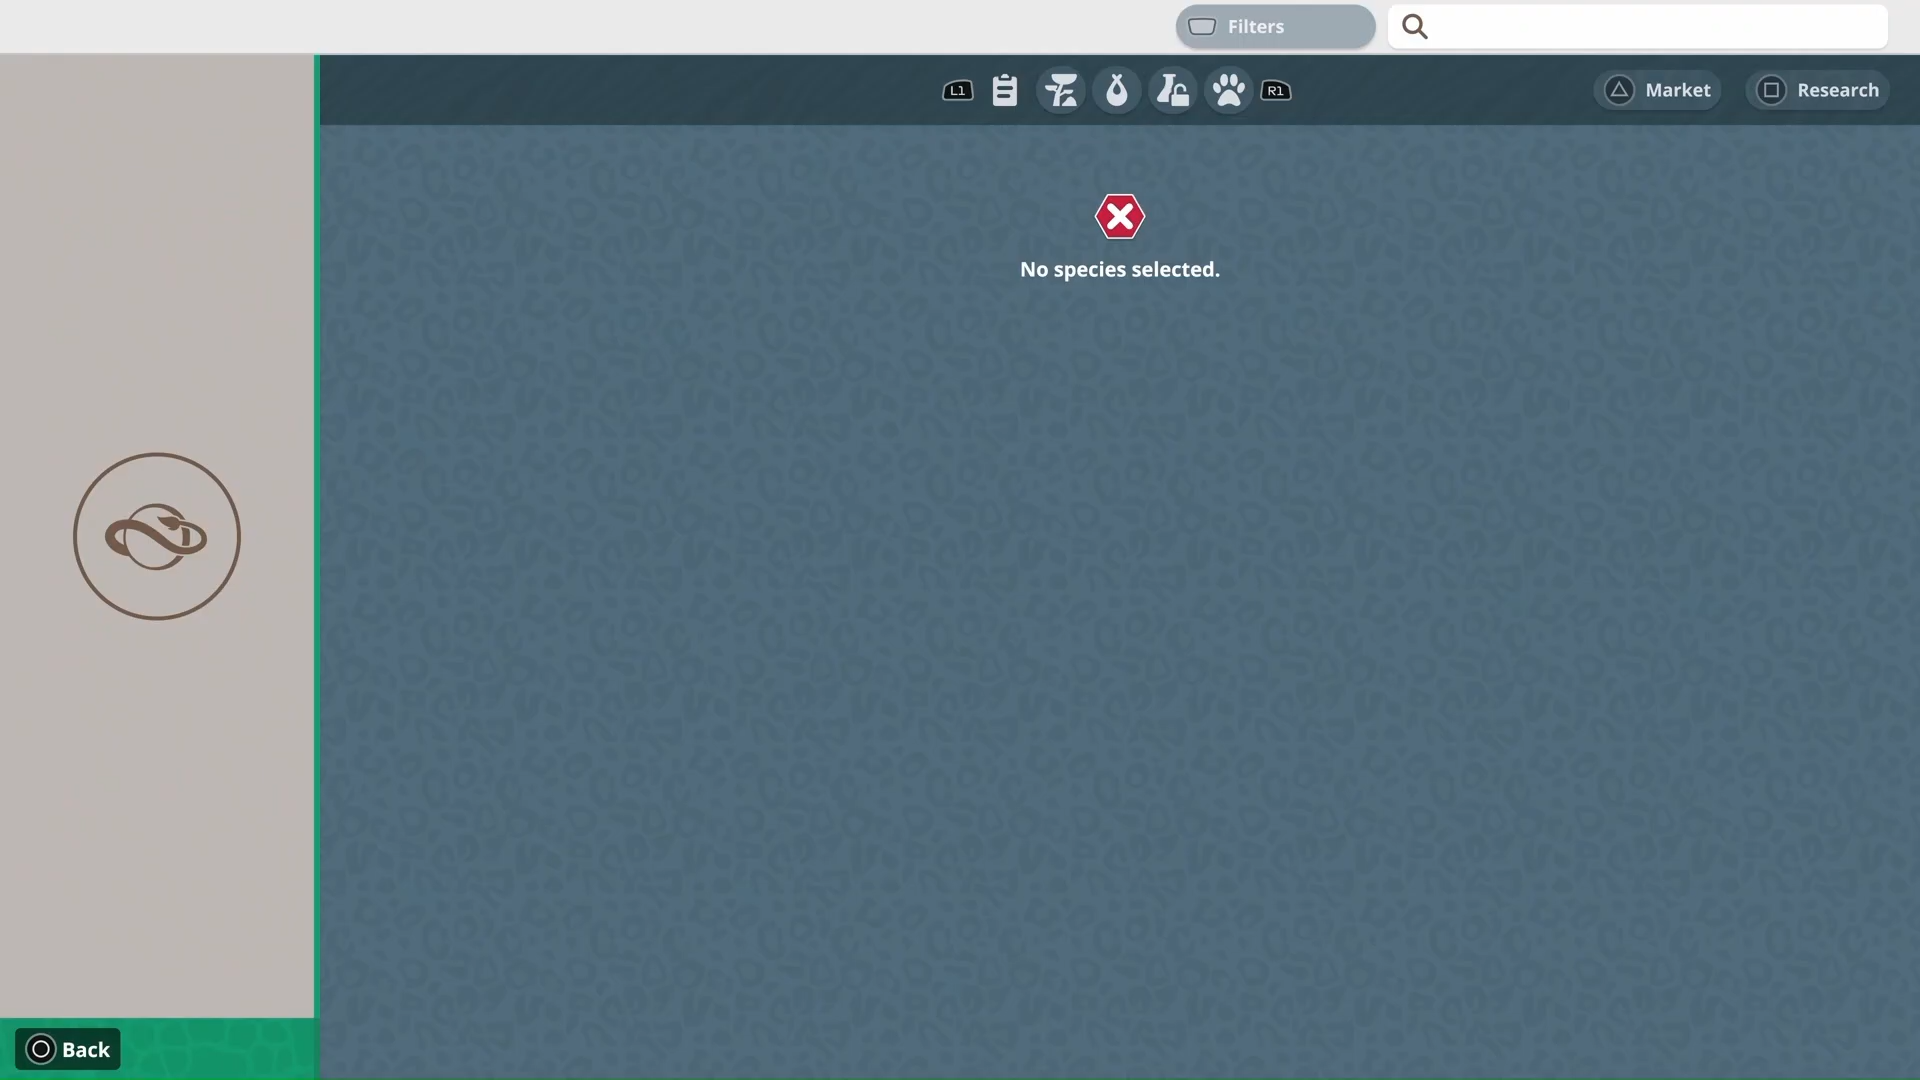 Filters
L1
R1
Market
Research
No species selected.
Back